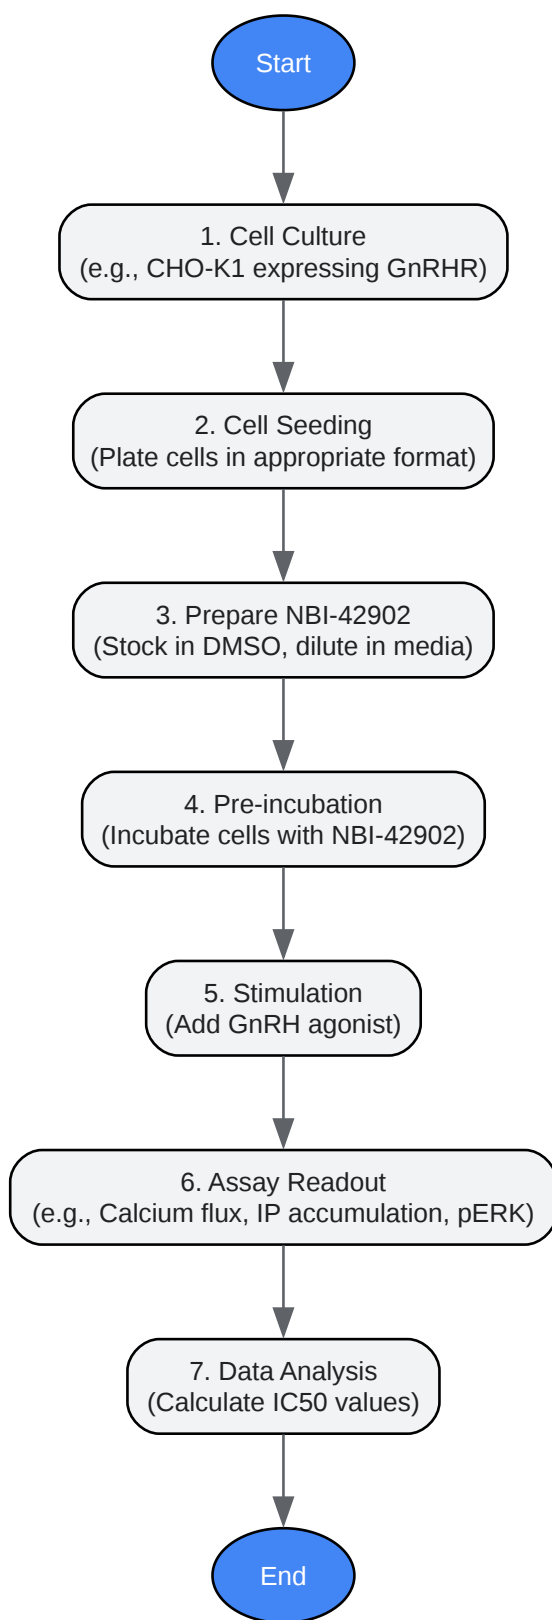 Start
1. Cell Culture
(e.g., CHO-K1 expressing GnRHR)
2. Cell Seeding
(Plate cells in appropriate format)
3. Prepare NBI-42902
(Stock in DMSO, dilute in media)
4. Pre-incubation
(Incubate cells with NBI-42902)
5. Stimulation
(Add GnRH agonist)
6. Assay Readout
(e.g., Calcium flux, IP accumulation, pERK)
7. Data Analysis
(Calculate IC50 values)
End